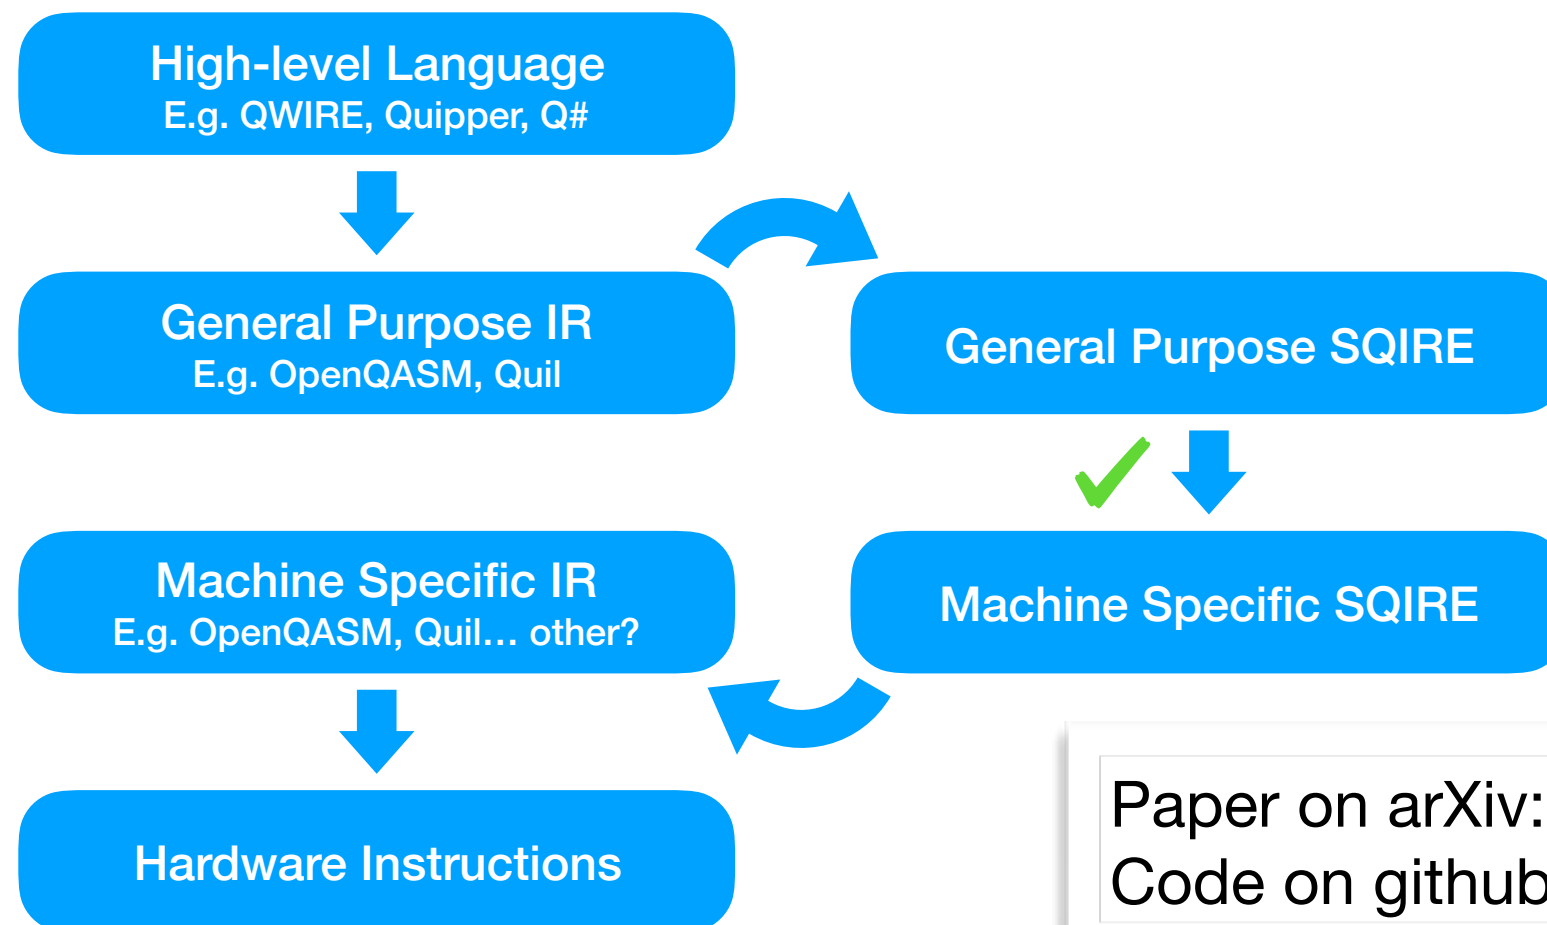 High-level Language
E.g. QWIRE, Quipper, Q#
General Purpose IR
E.g. OpenQASM, Quil
General Purpose SQIRE
Machine Specific IR
E.g. OpenQASM, Quil... other?
Machine Specific SQIRE
Hardware Instructions
Paper on arXiv:
Code on github